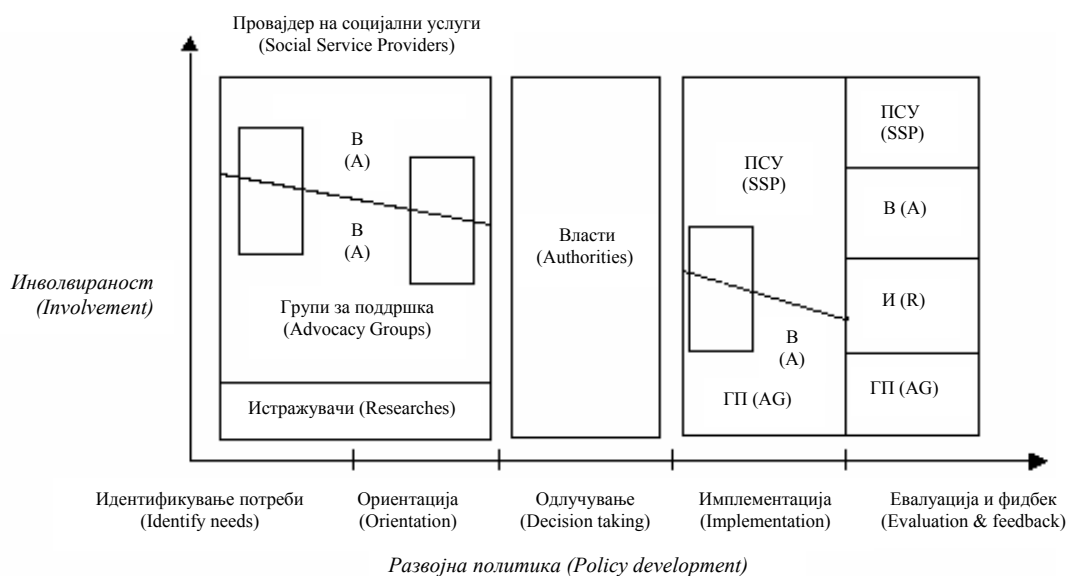 Провајдер на социјални услуги
(Social Service Providers)
В
(А)
В
(А)
Групи за поддршка
(Advocacy Groups)
Истражувачи (Researches)
Власти
(Authorities)
ПСУ
(SSP)
В
(А)
ГП (AG)
ПСУ
(SSP)
В (А)
И (R)
ГП (AG)
Инволвираност
(Involvement)
Идентификување потреби
(Identify needs)
Ориентација
(Orientation)
Одлучување
(Decision taking)
Имплементација
(Implementation)
Евалуација и фидбек
(Evaluation & feedback)
Развојна политика (Policy development)